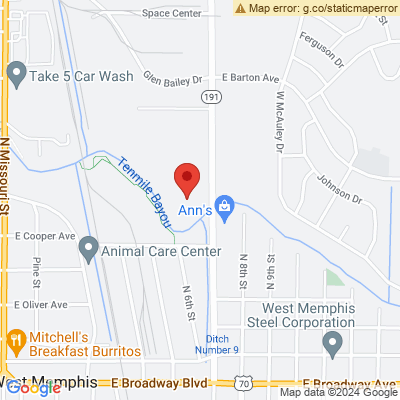 Map error: g.co/staticmaperror
Space Center
Ferguson Dr
Take 5 Car Wash
Glen Bailey Dr
E Barton Ave
191
W McAuley Dr
N Missouri St
Tenmile Bayou
Johnson Dr
Ann's
E Cooper Ave
Animal Care Center
Pine St
N 8th St
N 9th St
E Oliver Ave
N 6th St
West Memphis
Steel Corporation
Mitchell's
Breakfast Burritos
Ditch
Number 9
West Memphis
E Broadway Blvd
70
E Broadway Ave
Google
Map data ©2024 Google